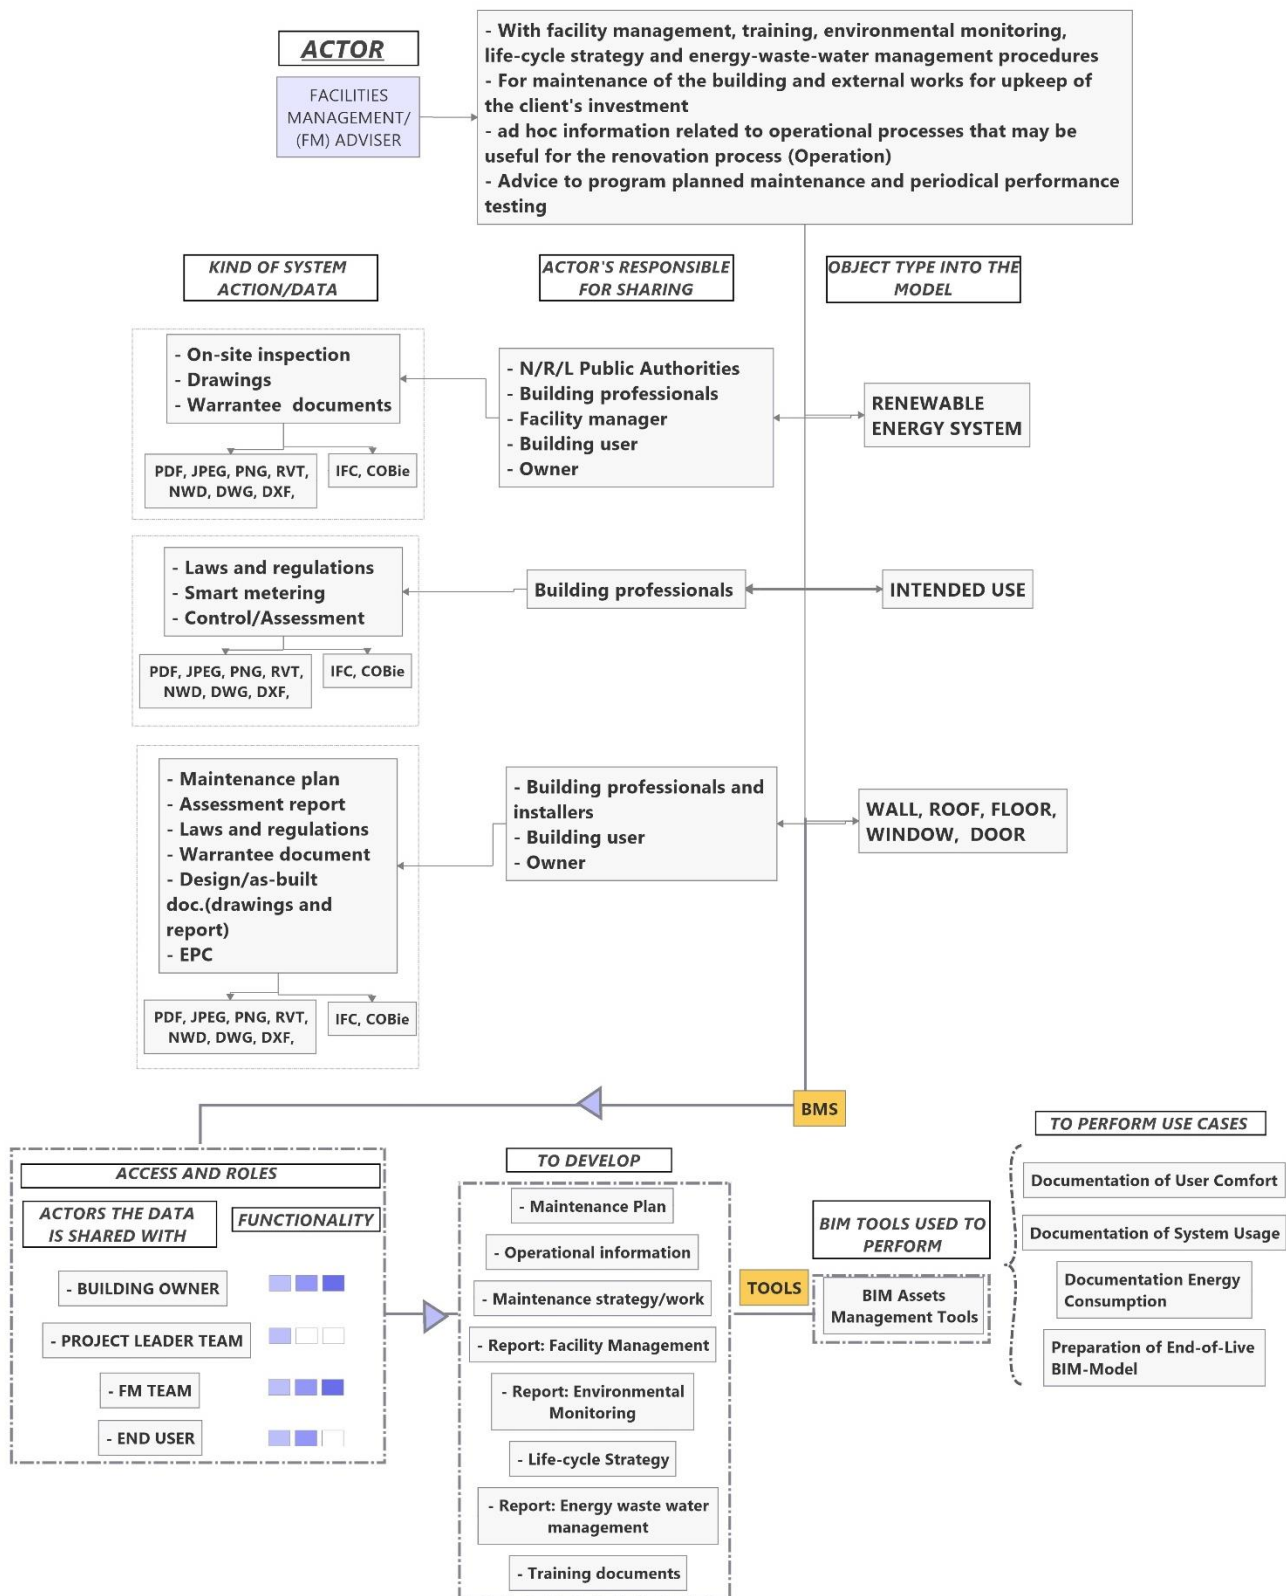 ACTOR
FACILITIES
MANAGEMENT/
(FM) ADVISER
- With facility management, training, environmental monitoring,
life-cycle strategy and energy-waste-water management procedures
- For maintenance of the building and external works for upkeep of
the client's investment
- ad hoc information related to operational processes that may be
useful for the renovation process (Operation)
- Advice to program planned maintenance and periodical performance
testing
KIND OF SYSTEM
ACTION/DATA
ACTOR'S RESPONSIBLE
FOR SHARING
OBJECT TYPE INTO THE
MODEL
- On-site inspection
- Drawings
- Warrantee documents
PDF, JPEG, PNG, RVT,
NWD, DWG, DXF,
IFC, COBie
- N/R/L Public Authorities
- Building professionals
- Facility manager
- Building user
- Owner
RENEWABLE
ENERGY SYSTEM
- Laws and regulations
- Smart metering
- Control/Assessment
PDF, JPEG, PNG, RVT,
NWD, DWG, DXF,
IFC, COBie
Building professionals
INTENDED USE
- Maintenance plan
- Assessment report
- Laws and regulations
- Warrantee document
- Design/as-built
doc.(drawings and
report)
- EPC
PDF, JPEG, PNG, RVT,
NWD, DWG, DXF,
IFC, COBie
- Building professionals and
installers
- Building user
- Owner
WALL, ROOF, FLOOR,
WINDOW, DOOR
BMS
ACCESS AND ROLES
ACTORS THE DATA
IS SHARED WITH
FUNCTIONALITY
- BUILDING OWNER
- PROJECT LEADER TEAM
- FM TEAM
- END USER
TO DEVELOP
- Maintenance Plan
- Operational information
- Maintenance strategy/work
- Report: Facility Management
- Report: Environmental
Monitoring
- Life-cycle Strategy
- Report: Energy waste water
management
- Training documents
TOOLS
BIM TOOLS USED TO
PERFORM
BIM Assets
Management Tools
TO PERFORM USE CASES
Documentation of User Comfort
Documentation of System Usage
Documentation Energy
Consumption
Preparation of End-of-Live
BIM-Model